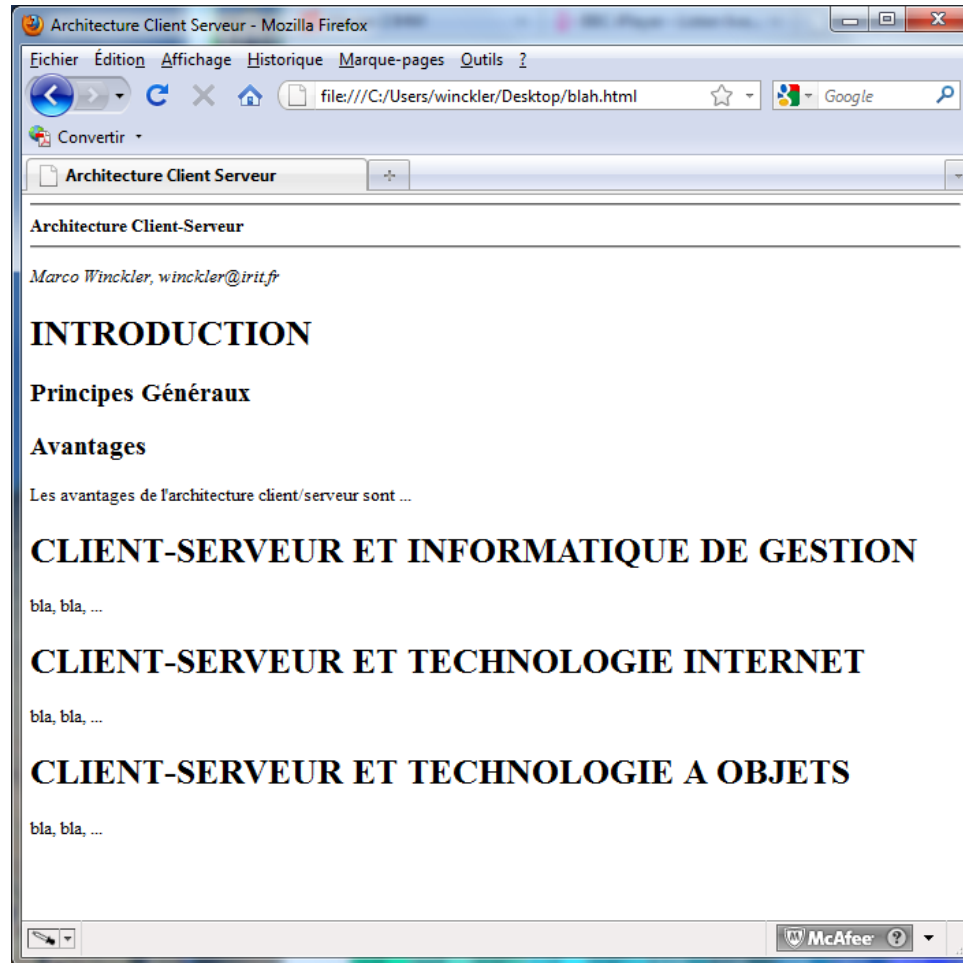 Architecture Client Serveur - Mozilla Firefox
Fichier Édition Affichage Historique Marque-pages Outils ?
file:///C:/Users/winckler/Desktop/blah.html Google
Convertir
Architecture Client Serveur
Architecture Client-Serveur
Marco Winckler, winckler@irit.fr
INTRODUCTION
Principes Généraux
Avantages
Les avantages de l'architecture client/serveur sont ...
CLIENT-SERVEUR ET INFORMATIQUE DE GESTION
bla, bla, ...
CLIENT-SERVEUR ET TECHNOLOGIE INTERNET
bla, bla, ...
CLIENT-SERVEUR ET TECHNOLOGIE A OBJETS
bla, bla, ...
McAfee ?